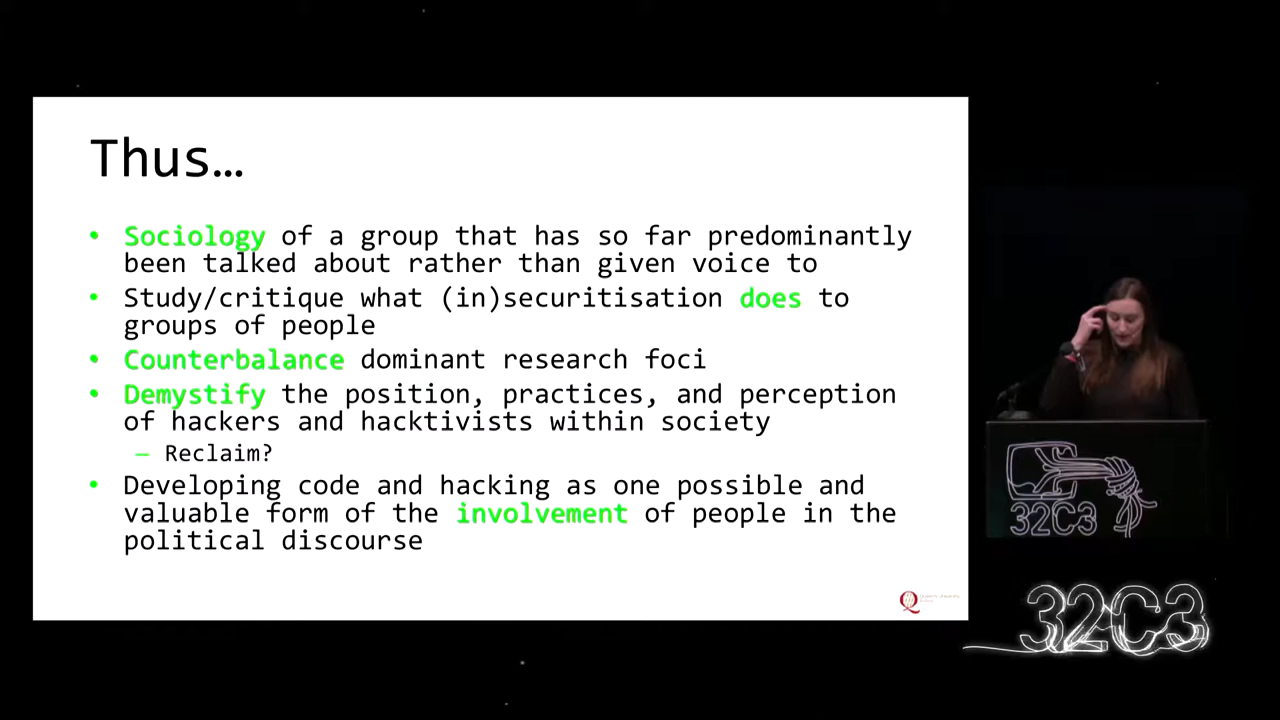 Thus…
• Sociology of a group that has so far predominantly
been talked about rather than given voice to
• Study/critique what (in)securitisation does to
groups of people
• Counterbalance dominant research foci
• Demystify the position, practices, and perception
of hackers and hacktivists within society
– Reclaim?
• Developing code and hacking as one possible and
valuable form of the involvement of people in the
political discourse
32C3
32C3